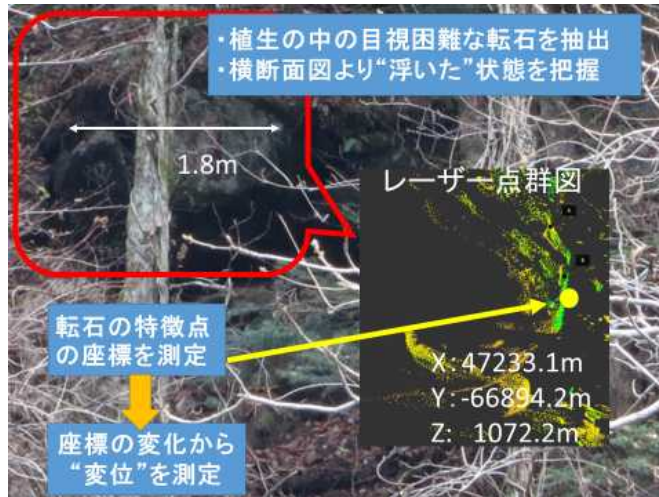 ・植生の中の目視困難な転石を抽出
・横断面図より“浮いた”状態を把握
1.8m
レーザー点群図
転石の特徴点
の座標を測定
X:47233.1m
Y:-66894.2m
Z: 1072.2m
座標の変化から
“変位”を測定